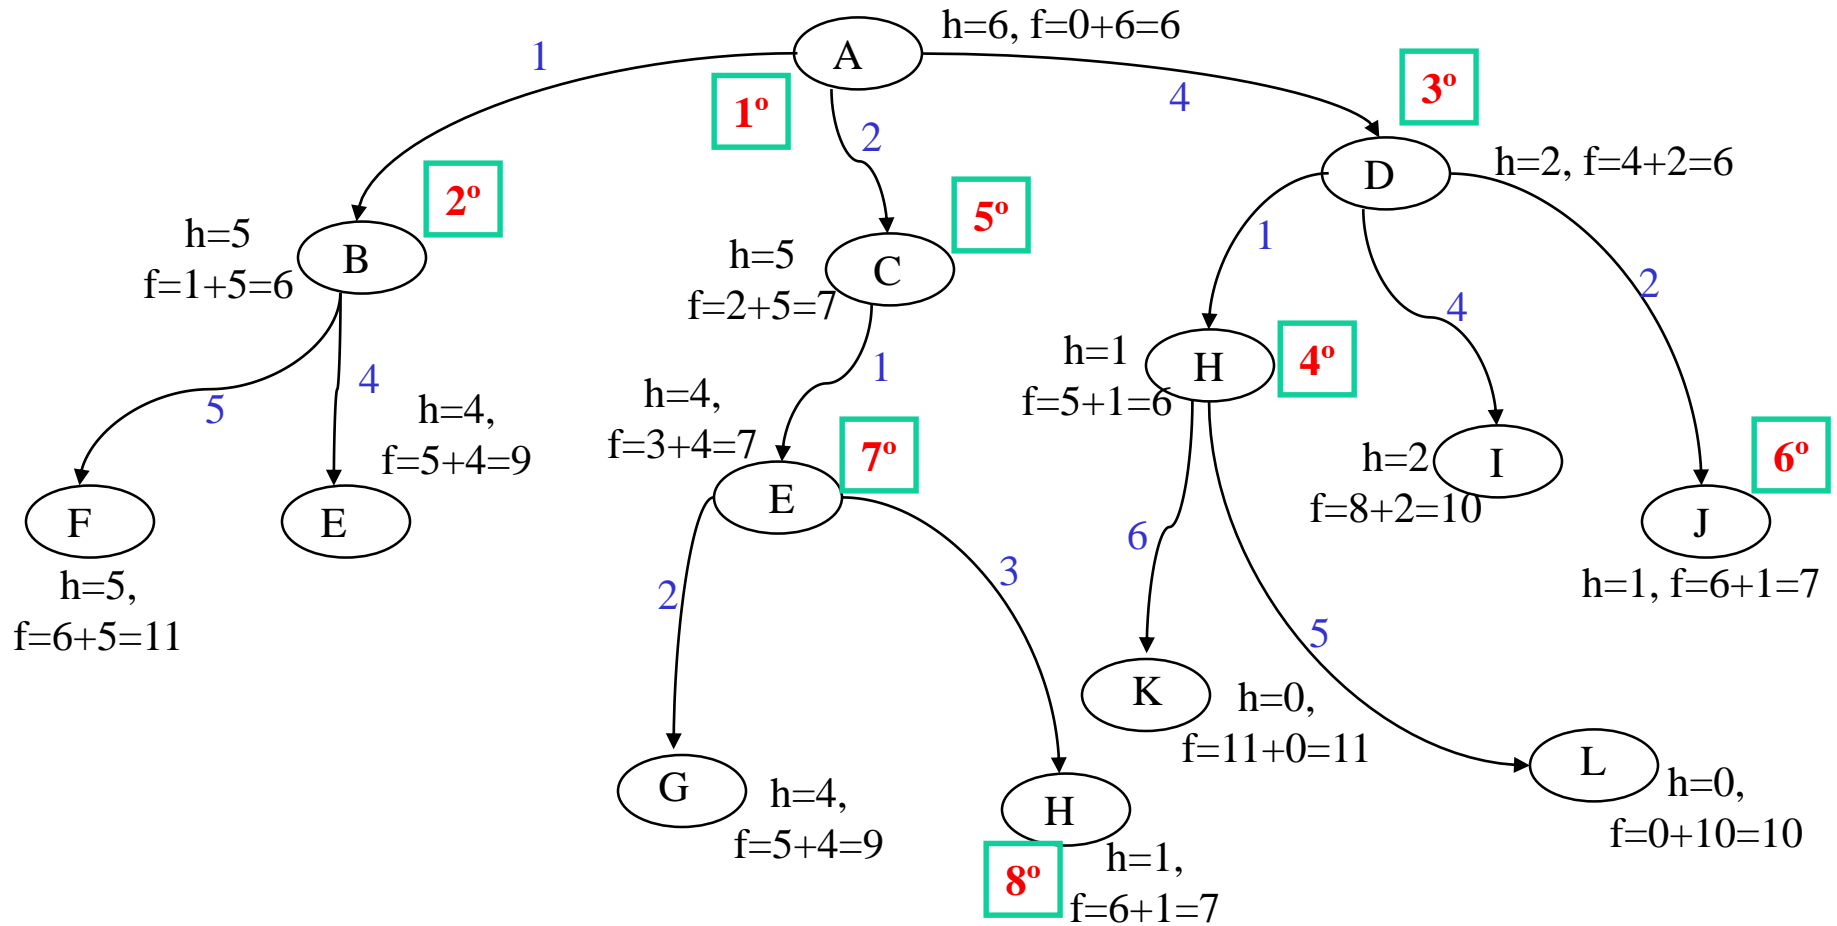 h=6, f=0+6=6
A
1
1º
2
4
3º
D
h=2, f=4+2=6
2º
h=5
f=1+5=6
B
5º
h=5
f=2+5=7
C
1
4
2
5
4
h=4,
f=5+4=9
1
h=4,
f=3+4=7
7º
h=1
f=5+1=6
H
4º
h=2
f=8+2=10
I
6º
F
h=5,
f=6+5=11
E
E
J
h=1, f=6+1=7
2
3
6
5
G
h=4,
f=5+4=9
H
8º
h=1,
f=6+1=7
K
h=0,
f=11+0=11
L
h=0,
f=0+10=10